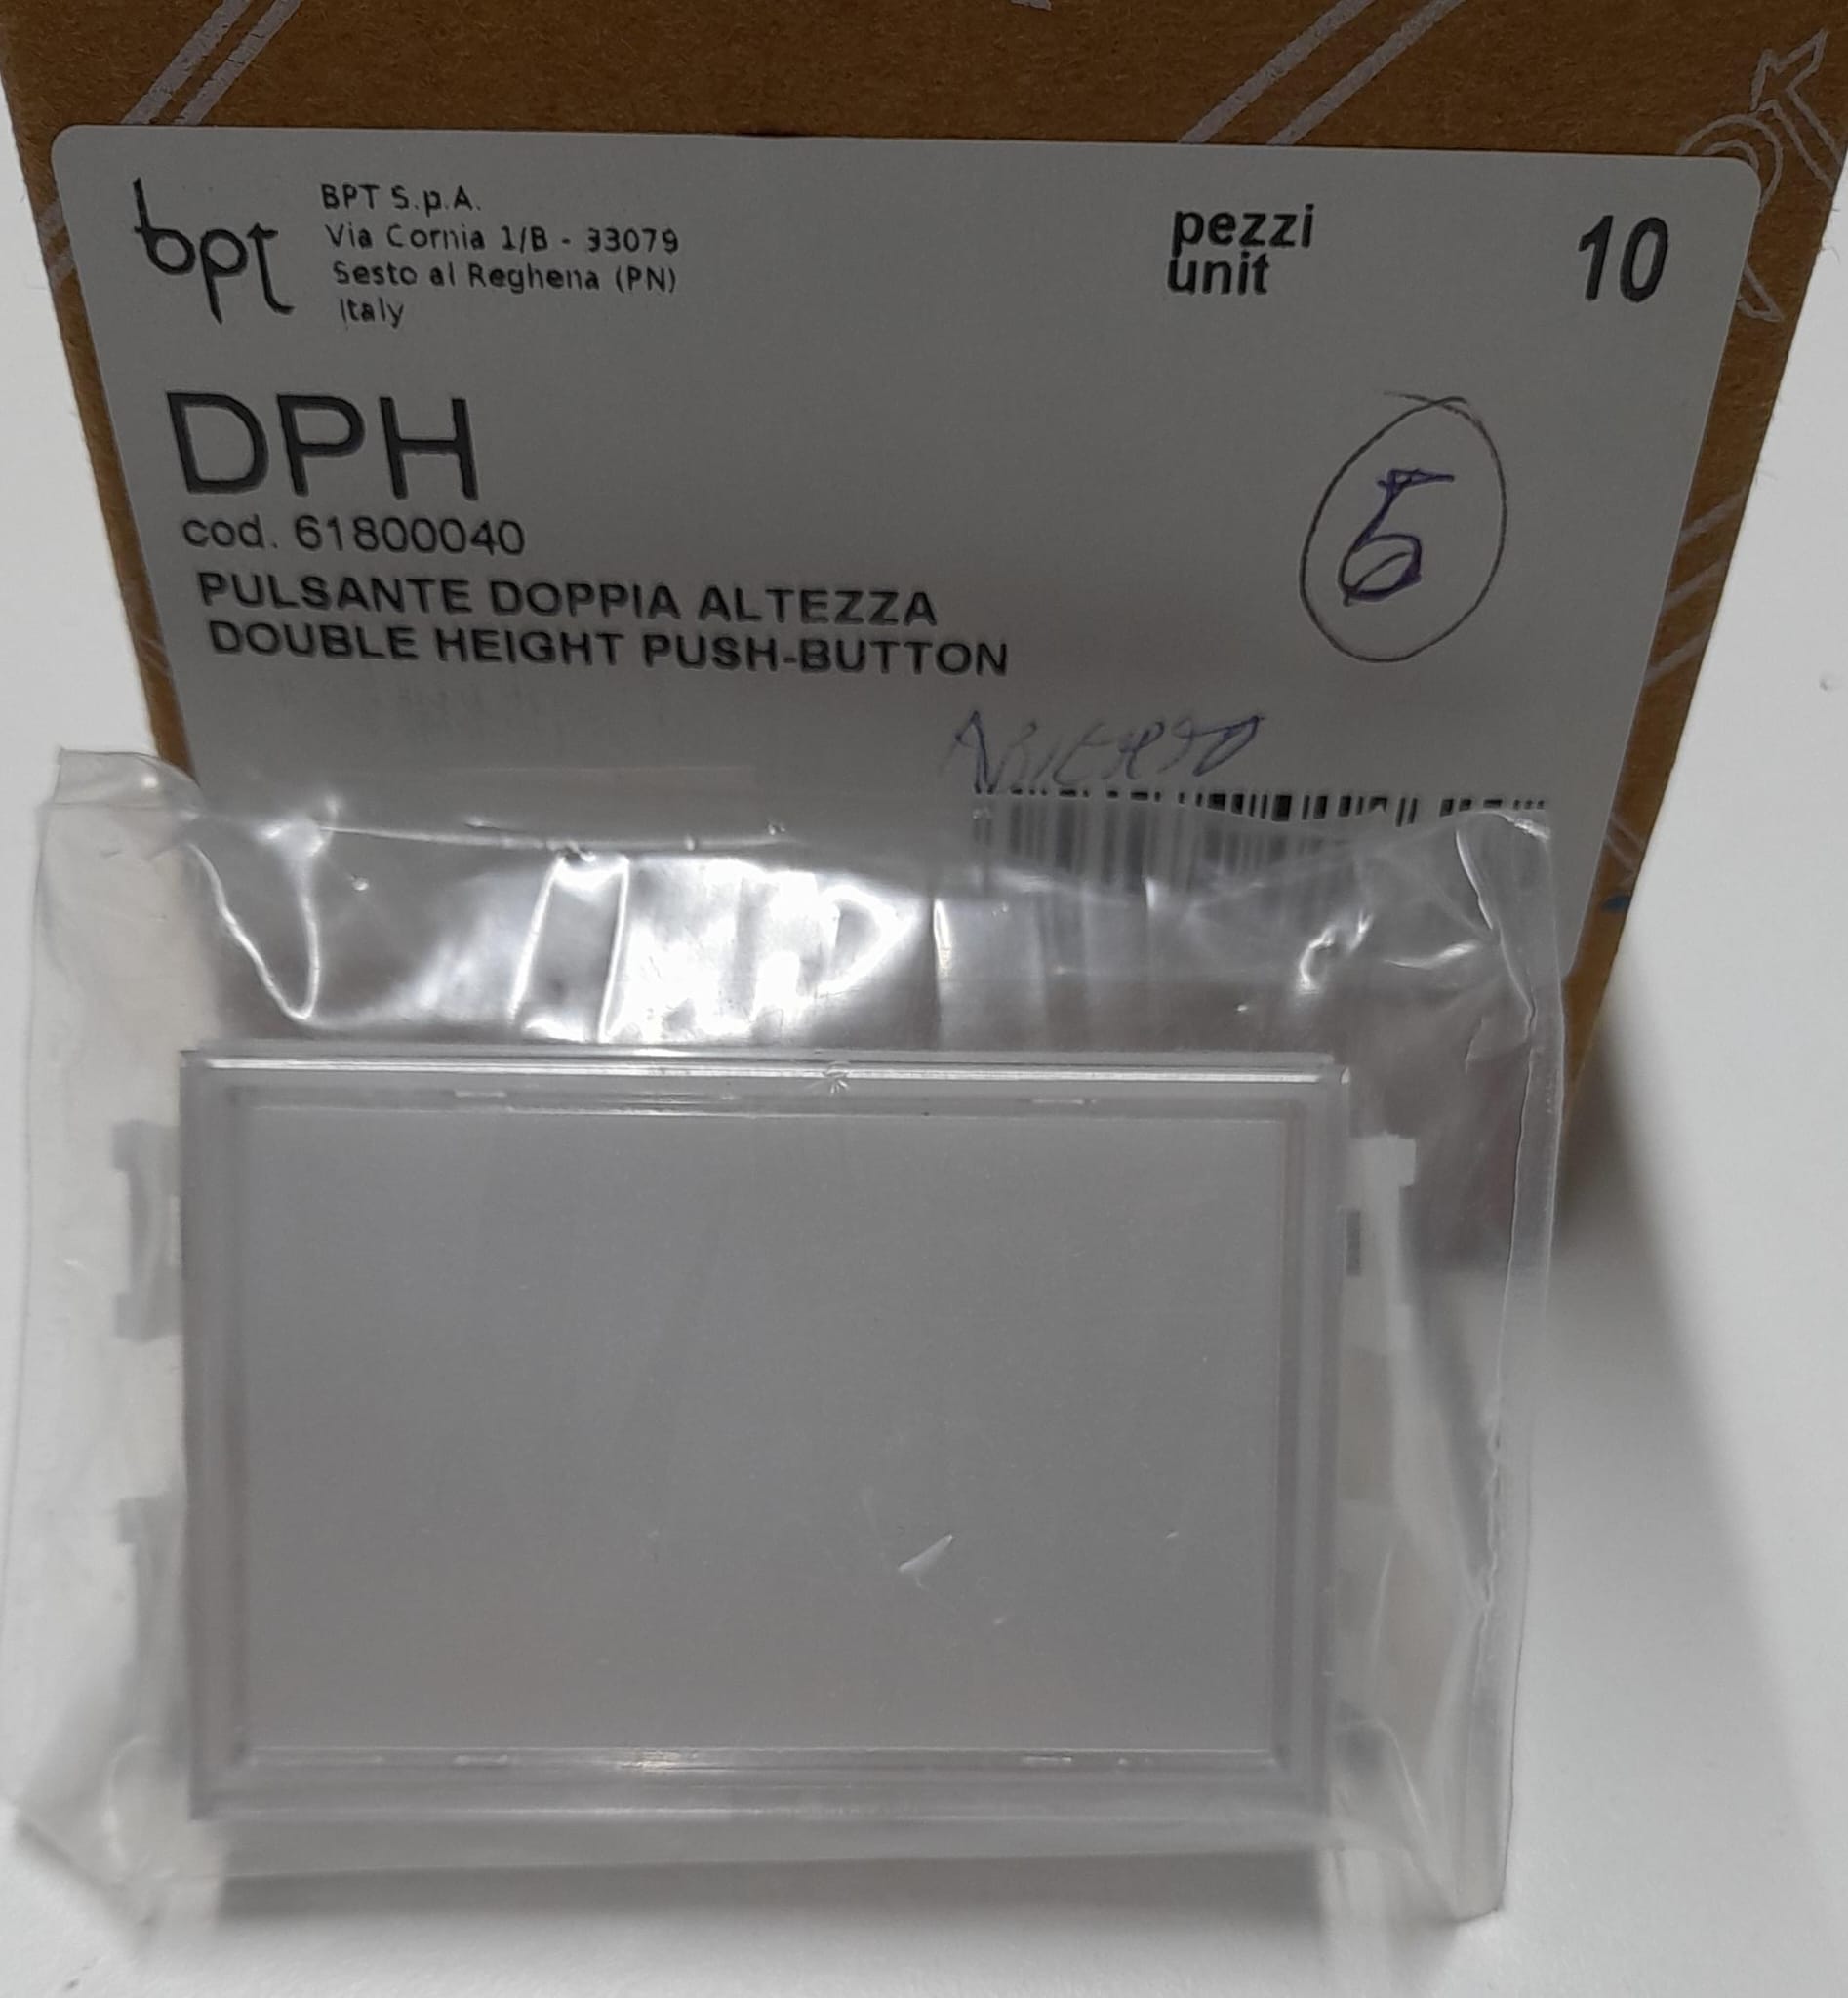 bpt
BPT S.p.A.
Via Cornia 1/B - 33079
Sesto al Reghena (PN)
Italy
pezzi
unit
10
DPH
cod. 61800040
PULSANTE DOPPIA ALTEZZA
DOUBLE HEIGHT PUSH-BUTTON
ABIERTO